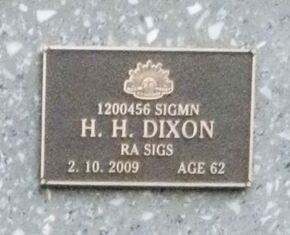 1200456 SIGMN
H. H. DIXON
RA SIGS
2. 10. 2009 AGE 62